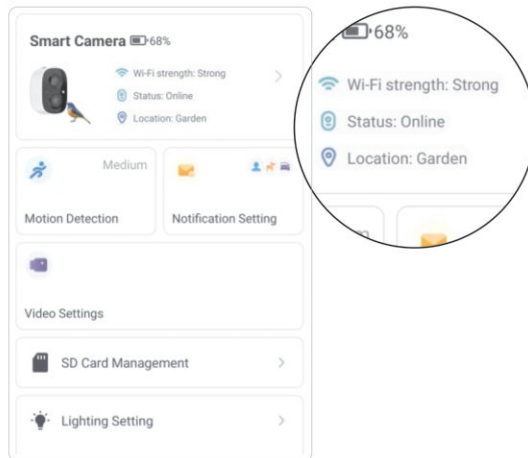 Smart Camera 68%
Wi-Fi strength: Strong
Status: Online
Location: Garden
Medium
Motion Detection
Notification Setting
Video Settings
SD Card Management
Lighting Setting
68%
Wi-Fi strength: Strong
Status: Online
Location: Garden